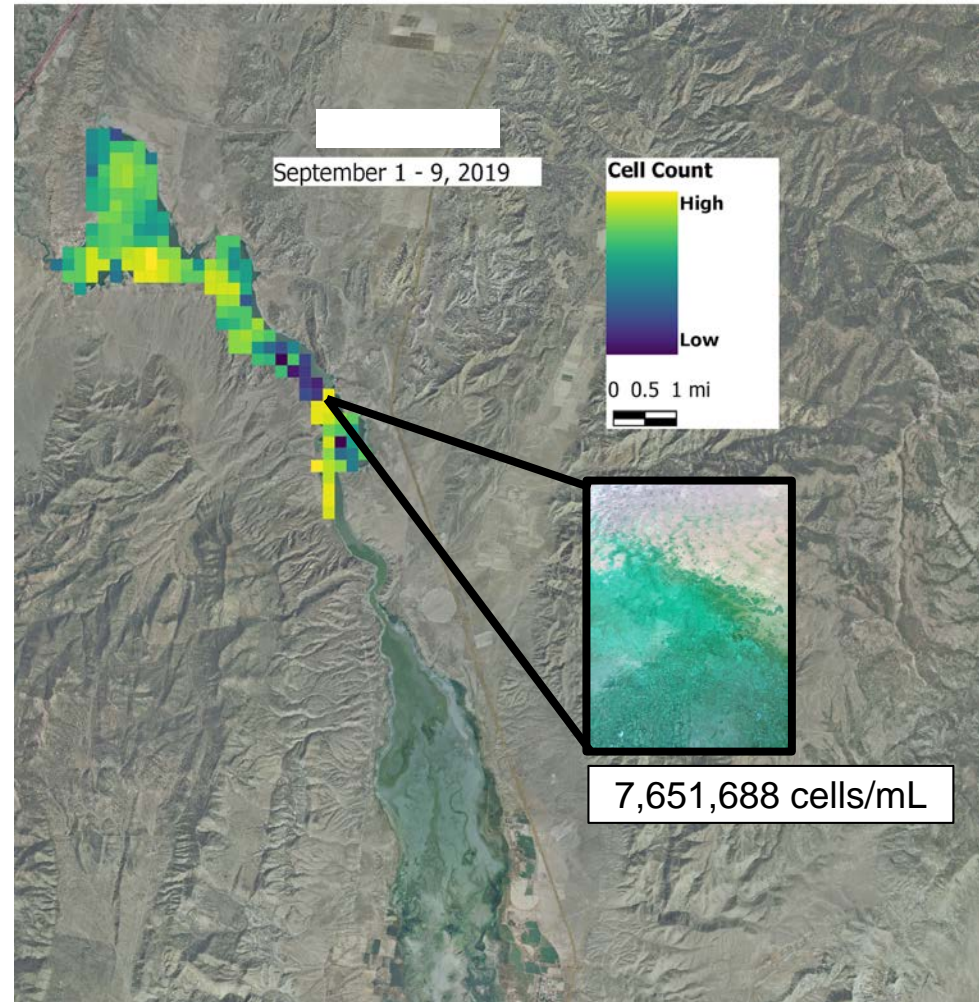 September 1 - 9, 2019
Cell Count
High
Low
0 0.5 1 mi
7,651,688 cells/mL